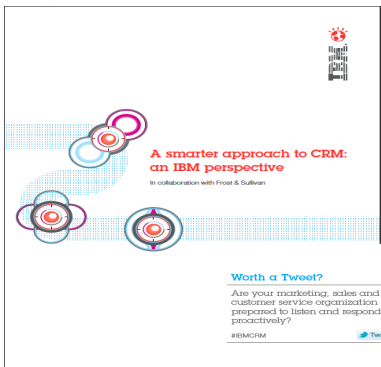 IBM
A smarter approach to CRM:
an IBM perspective
In collaboration with Frost & Sullivan
Worth a Tweet?
Are your marketing, sales and
customer service organization
prepared to listen and respond
proactively?
#IBMCRM